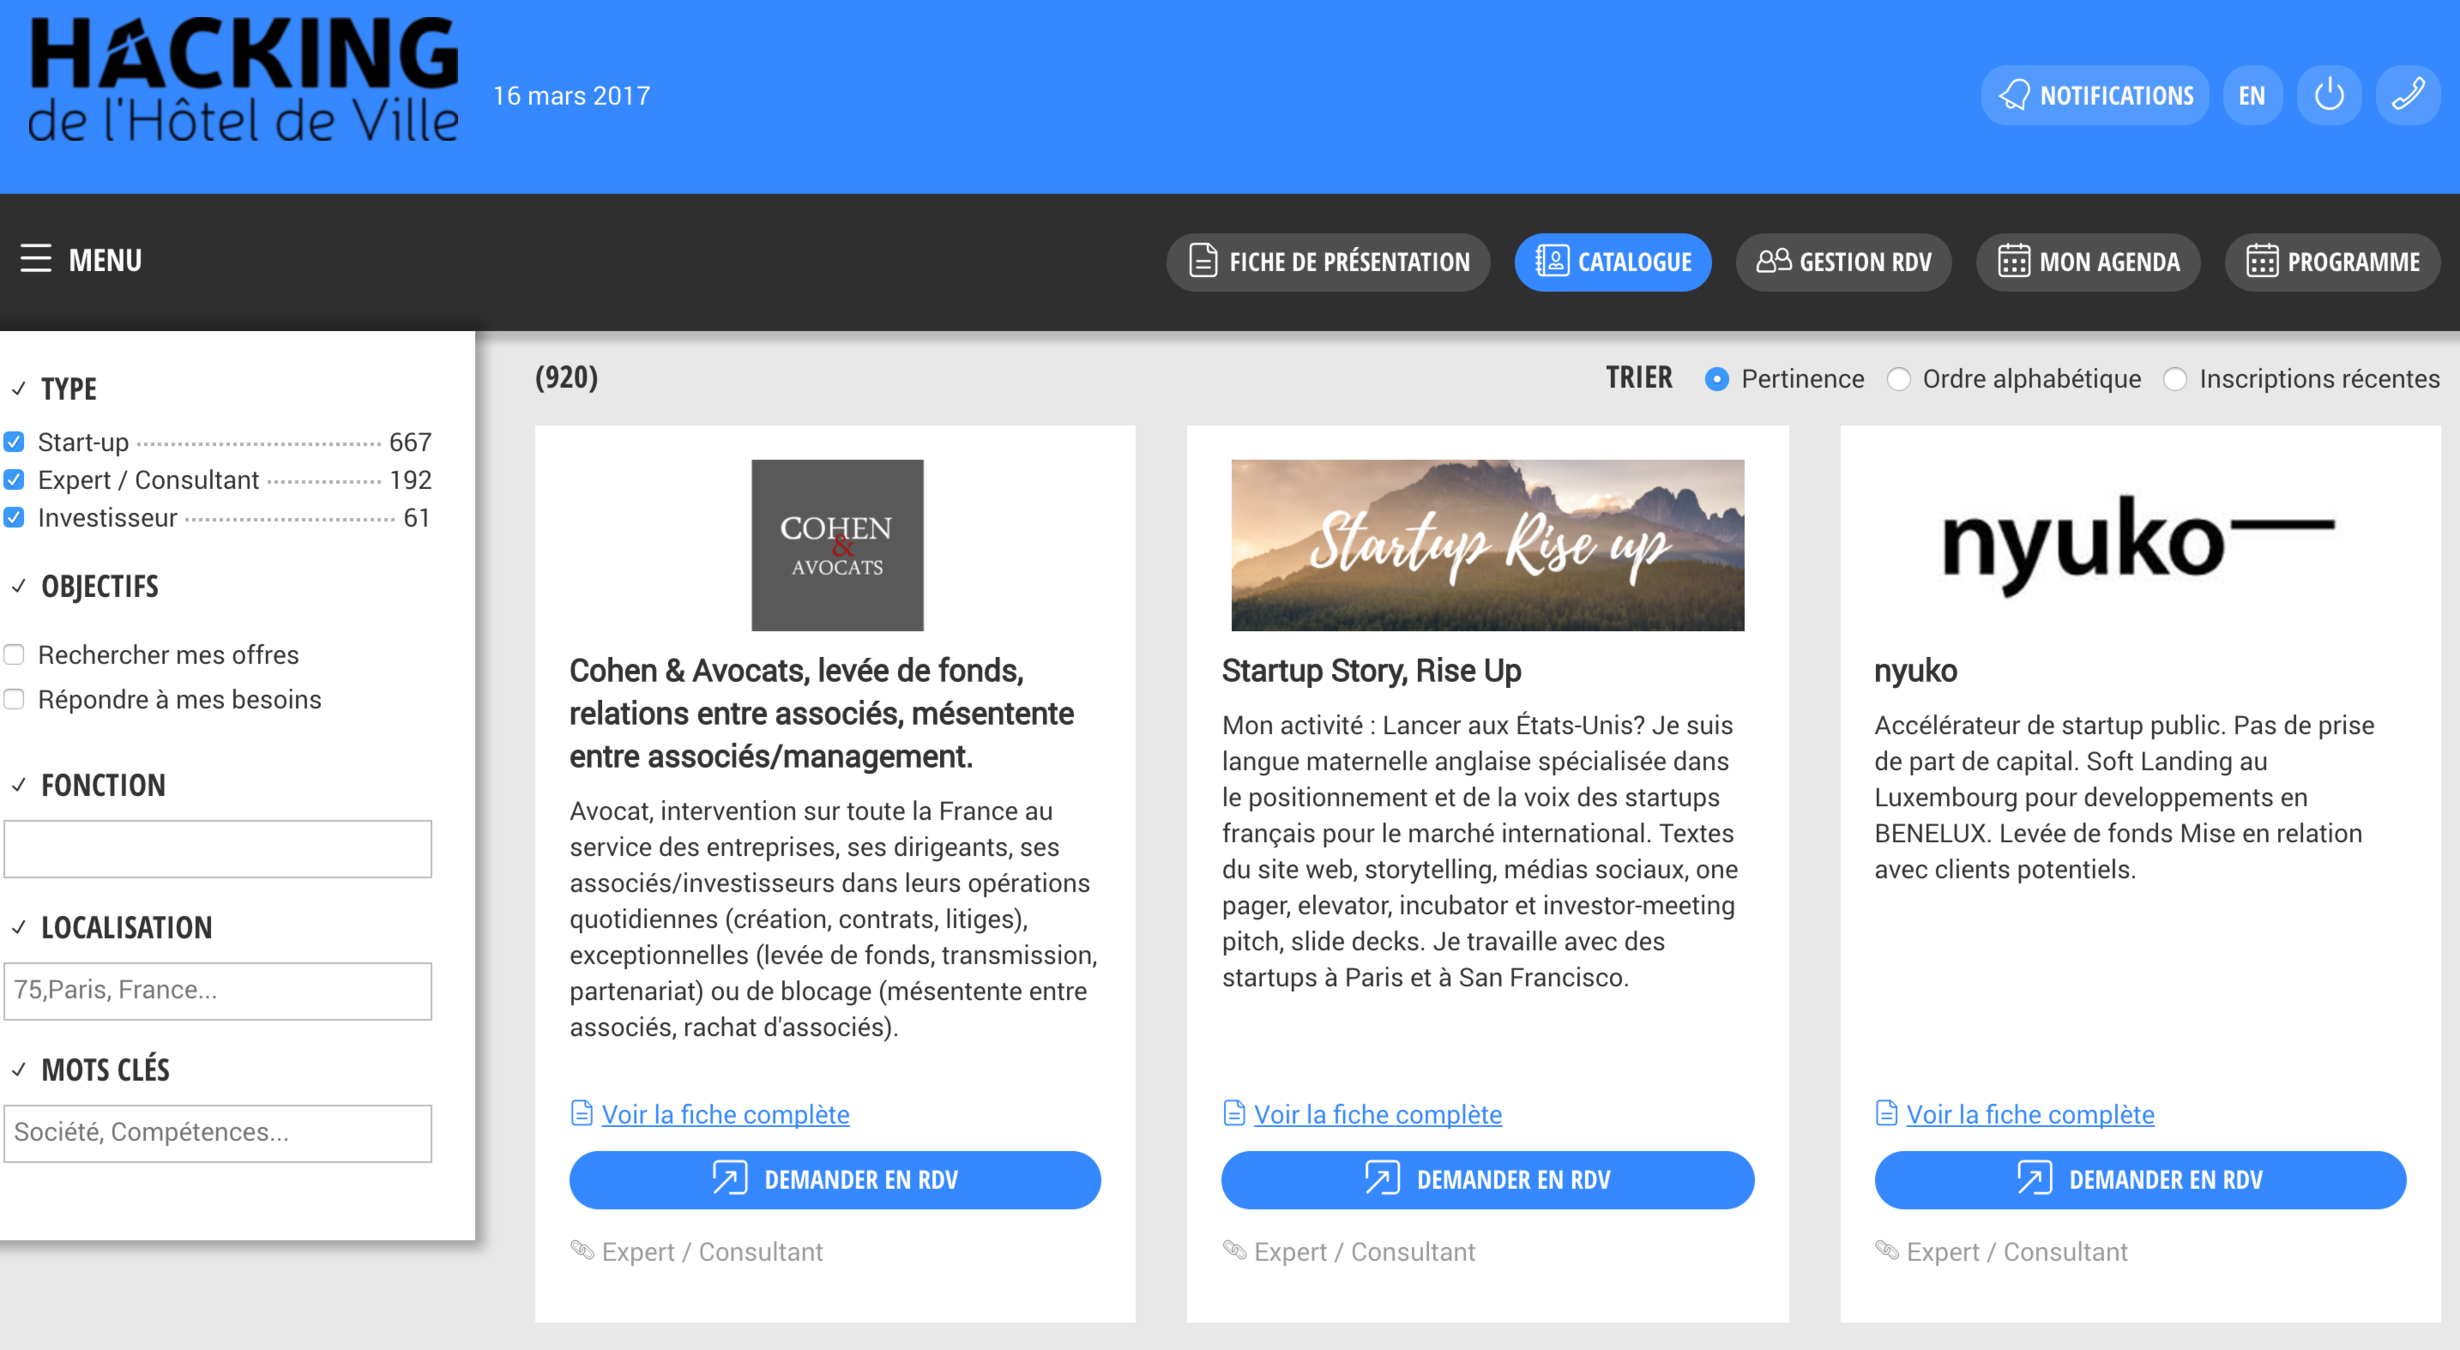 HACKING
de l'Hôtel de Ville
16 mars 2017
NOTIFICATIONS
EN
MENU
FICHE DE PRÉSENTATION
CATALOGUE
GESTION RDV
MON AGENDA
PROGRAMME
TYPE
Start-up 667
Expert / Consultant 192
Investisseur 61
OBJECTIFS
Rechercher mes offres
Répondre à mes besoins
FONCTION
LOCALISATION
75,Paris, France...
MOTS CLÉS
Société, Compétences...
(920)
TRIER
Pertinence
Ordre alphabétique
Inscriptions récentes
COHEN
&
AVOCATS
Cohen & Avocats, levée de fonds,
relations entre associés, mésentente
entre associés/management.
Avocat, intervention sur toute la France au
service des entreprises, ses dirigeants, ses
associés/investisseurs dans leurs opérations
quotidiennes (création, contrats, litiges),
exceptionnelles (levée de fonds, transmission,
partenariat) ou de blocage (mésentente entre
associés, rachat d'associés).
Voir la fiche complète
DEMANDER EN RDV
Expert / Consultant
Startup Rise up
Startup Story, Rise Up
Mon activité : Lancer aux États-Unis? Je suis
langue maternelle anglaise spécialisée dans
le positionnement et de la voix des startups
français pour le marché international. Textes
du site web, storytelling, médias sociaux, one
pager, elevator, incubator et investor-meeting
pitch, slide decks. Je travaille avec des
startups à Paris et à San Francisco.
Voir la fiche complète
DEMANDER EN RDV
Expert / Consultant
nyuko
nyuko
Accélérateur de startup public. Pas de prise
de part de capital. Soft Landing au
Luxembourg pour developpements en
BENELUX. Levée de fonds Mise en relation
avec clients potentiels.
Voir la fiche complète
DEMANDER EN RDV
Expert / Consultant